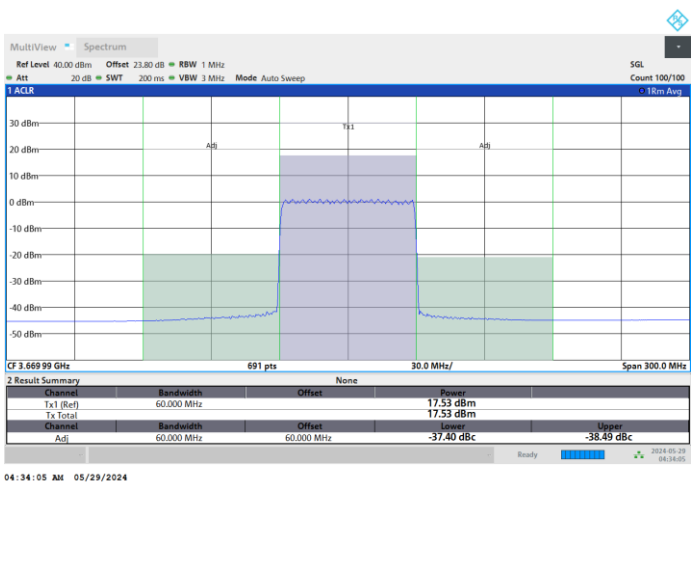 MultiView Spectrum
Ref Level 40.00 dBm Offset 23.80 dB RBW 1 MHz SGL
Att 20 dB SWT 200 ms VBW 3 MHz Mode Auto Sweep Count 100/100
1 ACLR 1Rm Avg
30 dBm
Tx1
20 dBm
Adj Adj
10 dBm
0 dBm
-10 dBm
-20 dBm
-30 dBm
-40 dBm
-50 dBm
CF 3.669 99 GHz 691 pts 30.0 MHz/ Span 300.0 MHz
2 Result Summary None
Channel Bandwidth Offset Power
Tx1 (Ref) 60.000 MHz 17.53 dBm
Tx Total 17.53 dBm
Channel Bandwidth Offset Lower Upper
Adj 60.000 MHz 60.000 MHz -37.40 dBc -38.49 dBc
Ready 2024-05-29
04:34:05
04:34:05 AM 05/29/2024